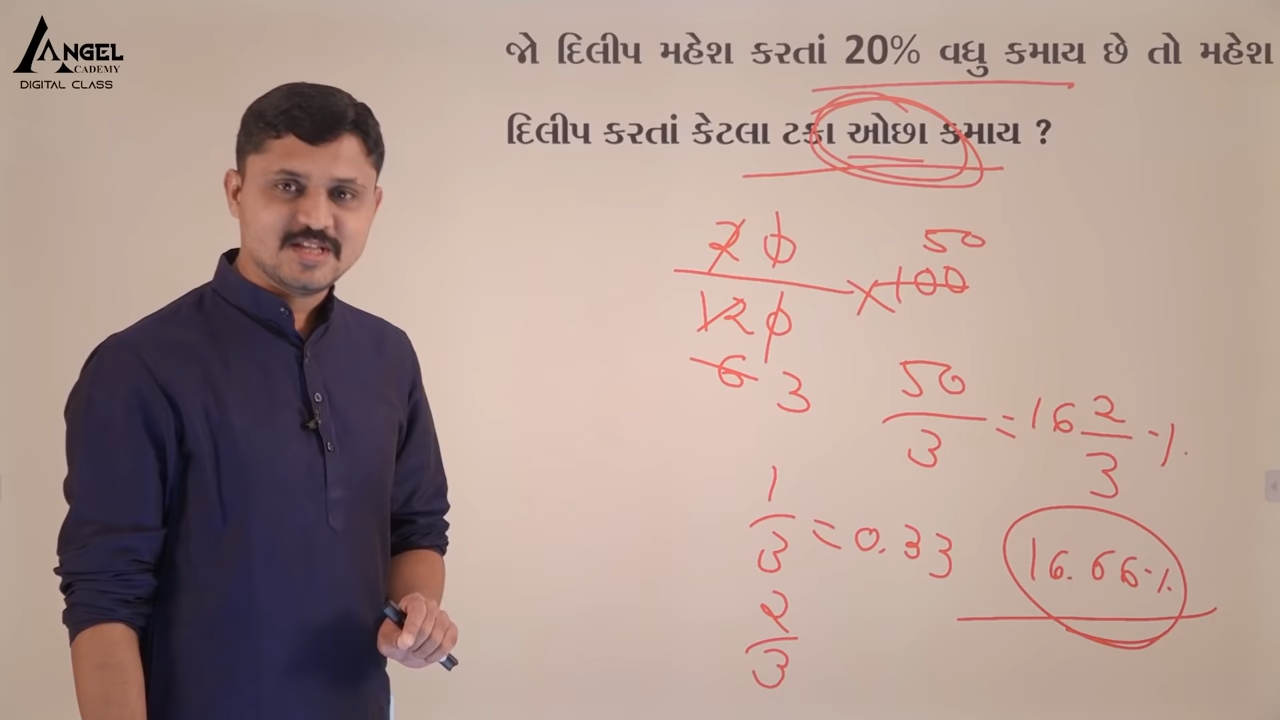 ANGEL
ACADEMY
DIGITAL CLASS
જો દિલીપ મહેશ કરતાં 20% વધુ કમાય છે તો મહેશ
દિલીપ કરતાં કેટલા ટકા ઓછા કમાય ?
20/120 × 100
50
6 3
50/3 = 16 2/3 %
1/3 = 0.33
16.66%
2/3